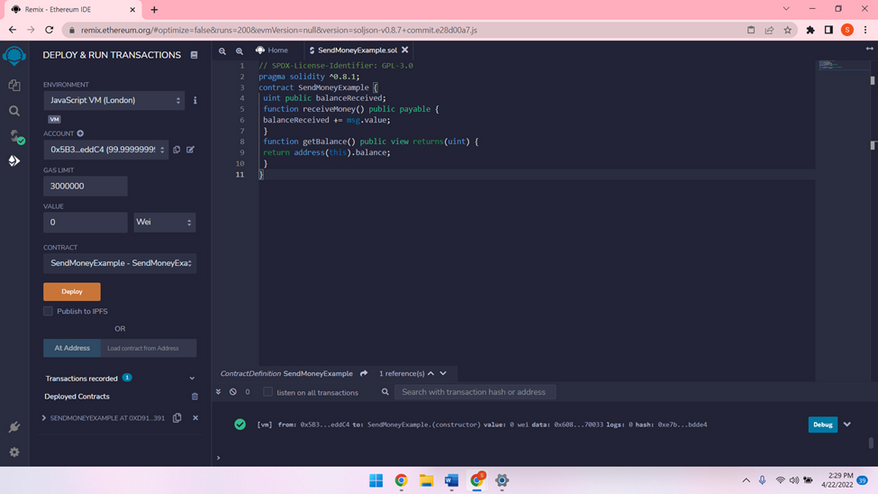 Remix - Ethereum IDE
remix.ethereum.org/#optimize=false&runs=200&evmVersion=null&version=soljson-v0.8.7+commit.e28d00a7.js
S
DEPLOY & RUN TRANSACTIONS
ENVIRONMENT
JavaScript VM (London)
VM
ACCOUNT
0x5B3...eddC4 (99.99999999
GAS LIMIT
3000000
VALUE
0
Wei
CONTRACT
SendMoneyExample - SendMoneyExa
Deploy
Publish to IPFS
OR
At Address
Load contract from Address
Transactions recorded 1
Deployed Contracts
SENDMONEYEXAMPLE AT 0XD91...391
Home
SendMoneyExample.sol
1 // SPDX-License-Identifier: GPL-3.0
2 pragma solidity ^0.8.1;
3 contract SendMoneyExample {
4 uint public balanceReceived;
5 function receiveMoney() public payable {
6 balanceReceived += msg.value;
7 }
8 function getBalance() public view returns(uint) {
9 return address(this).balance;
10 }
11 }
ContractDefinition SendMoneyExample 1 reference(s)
0 listen on all transactions
Search with transaction hash or address
[vm] from: 0x5B3...eddC4 to: SendMoneyExample.(constructor) value: 0 wei data: 0x608...70033 logs: 0 hash: 0xe7b...bdde4
Debug
>
2:29 PM
4/22/2022
39